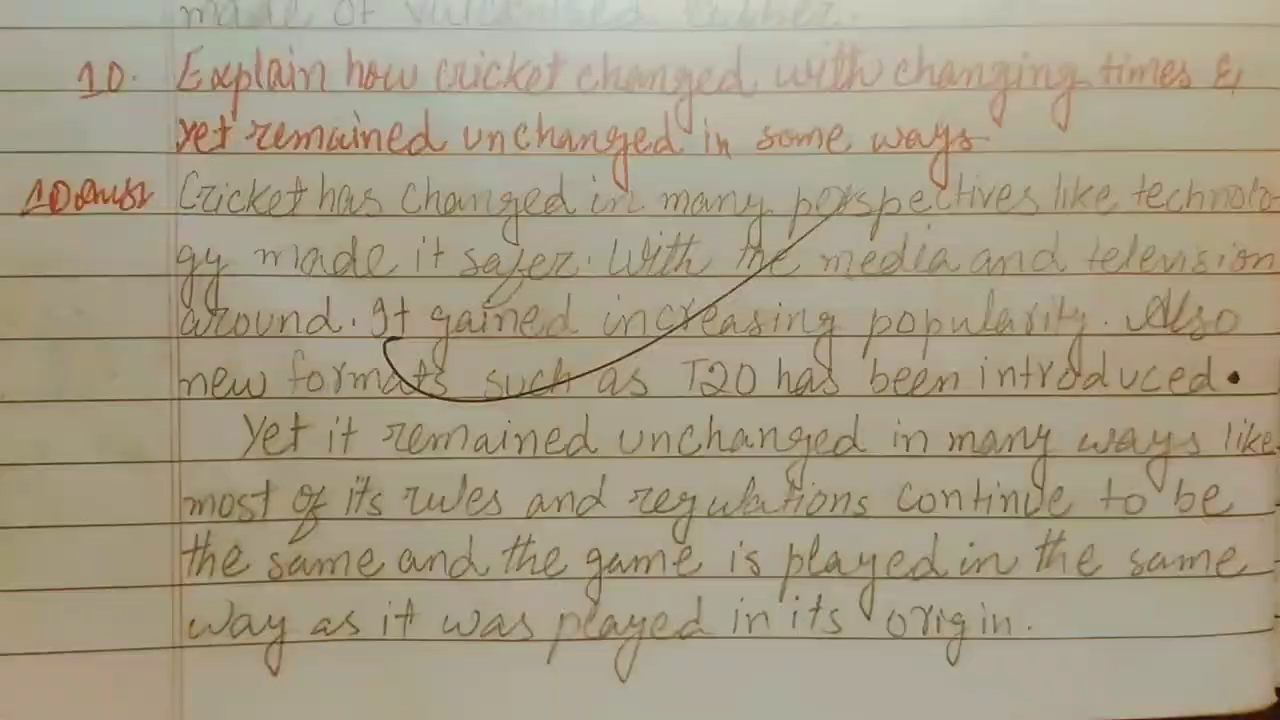 made of vulcanised rubber.
10. Explain how cricket changed with changing times &
yet remained unchanged in some ways
10 Ans Cricket has changed in many perspectives like technolo-
gy made it safer. With the media and television
around. It gained increasing popularity. Also
new formats such as T20 has been introduced.
Yet it remained unchanged in many ways like
most of its rules and regulations continue to be
the same and the game is played in the same
way as it was played in its origin.